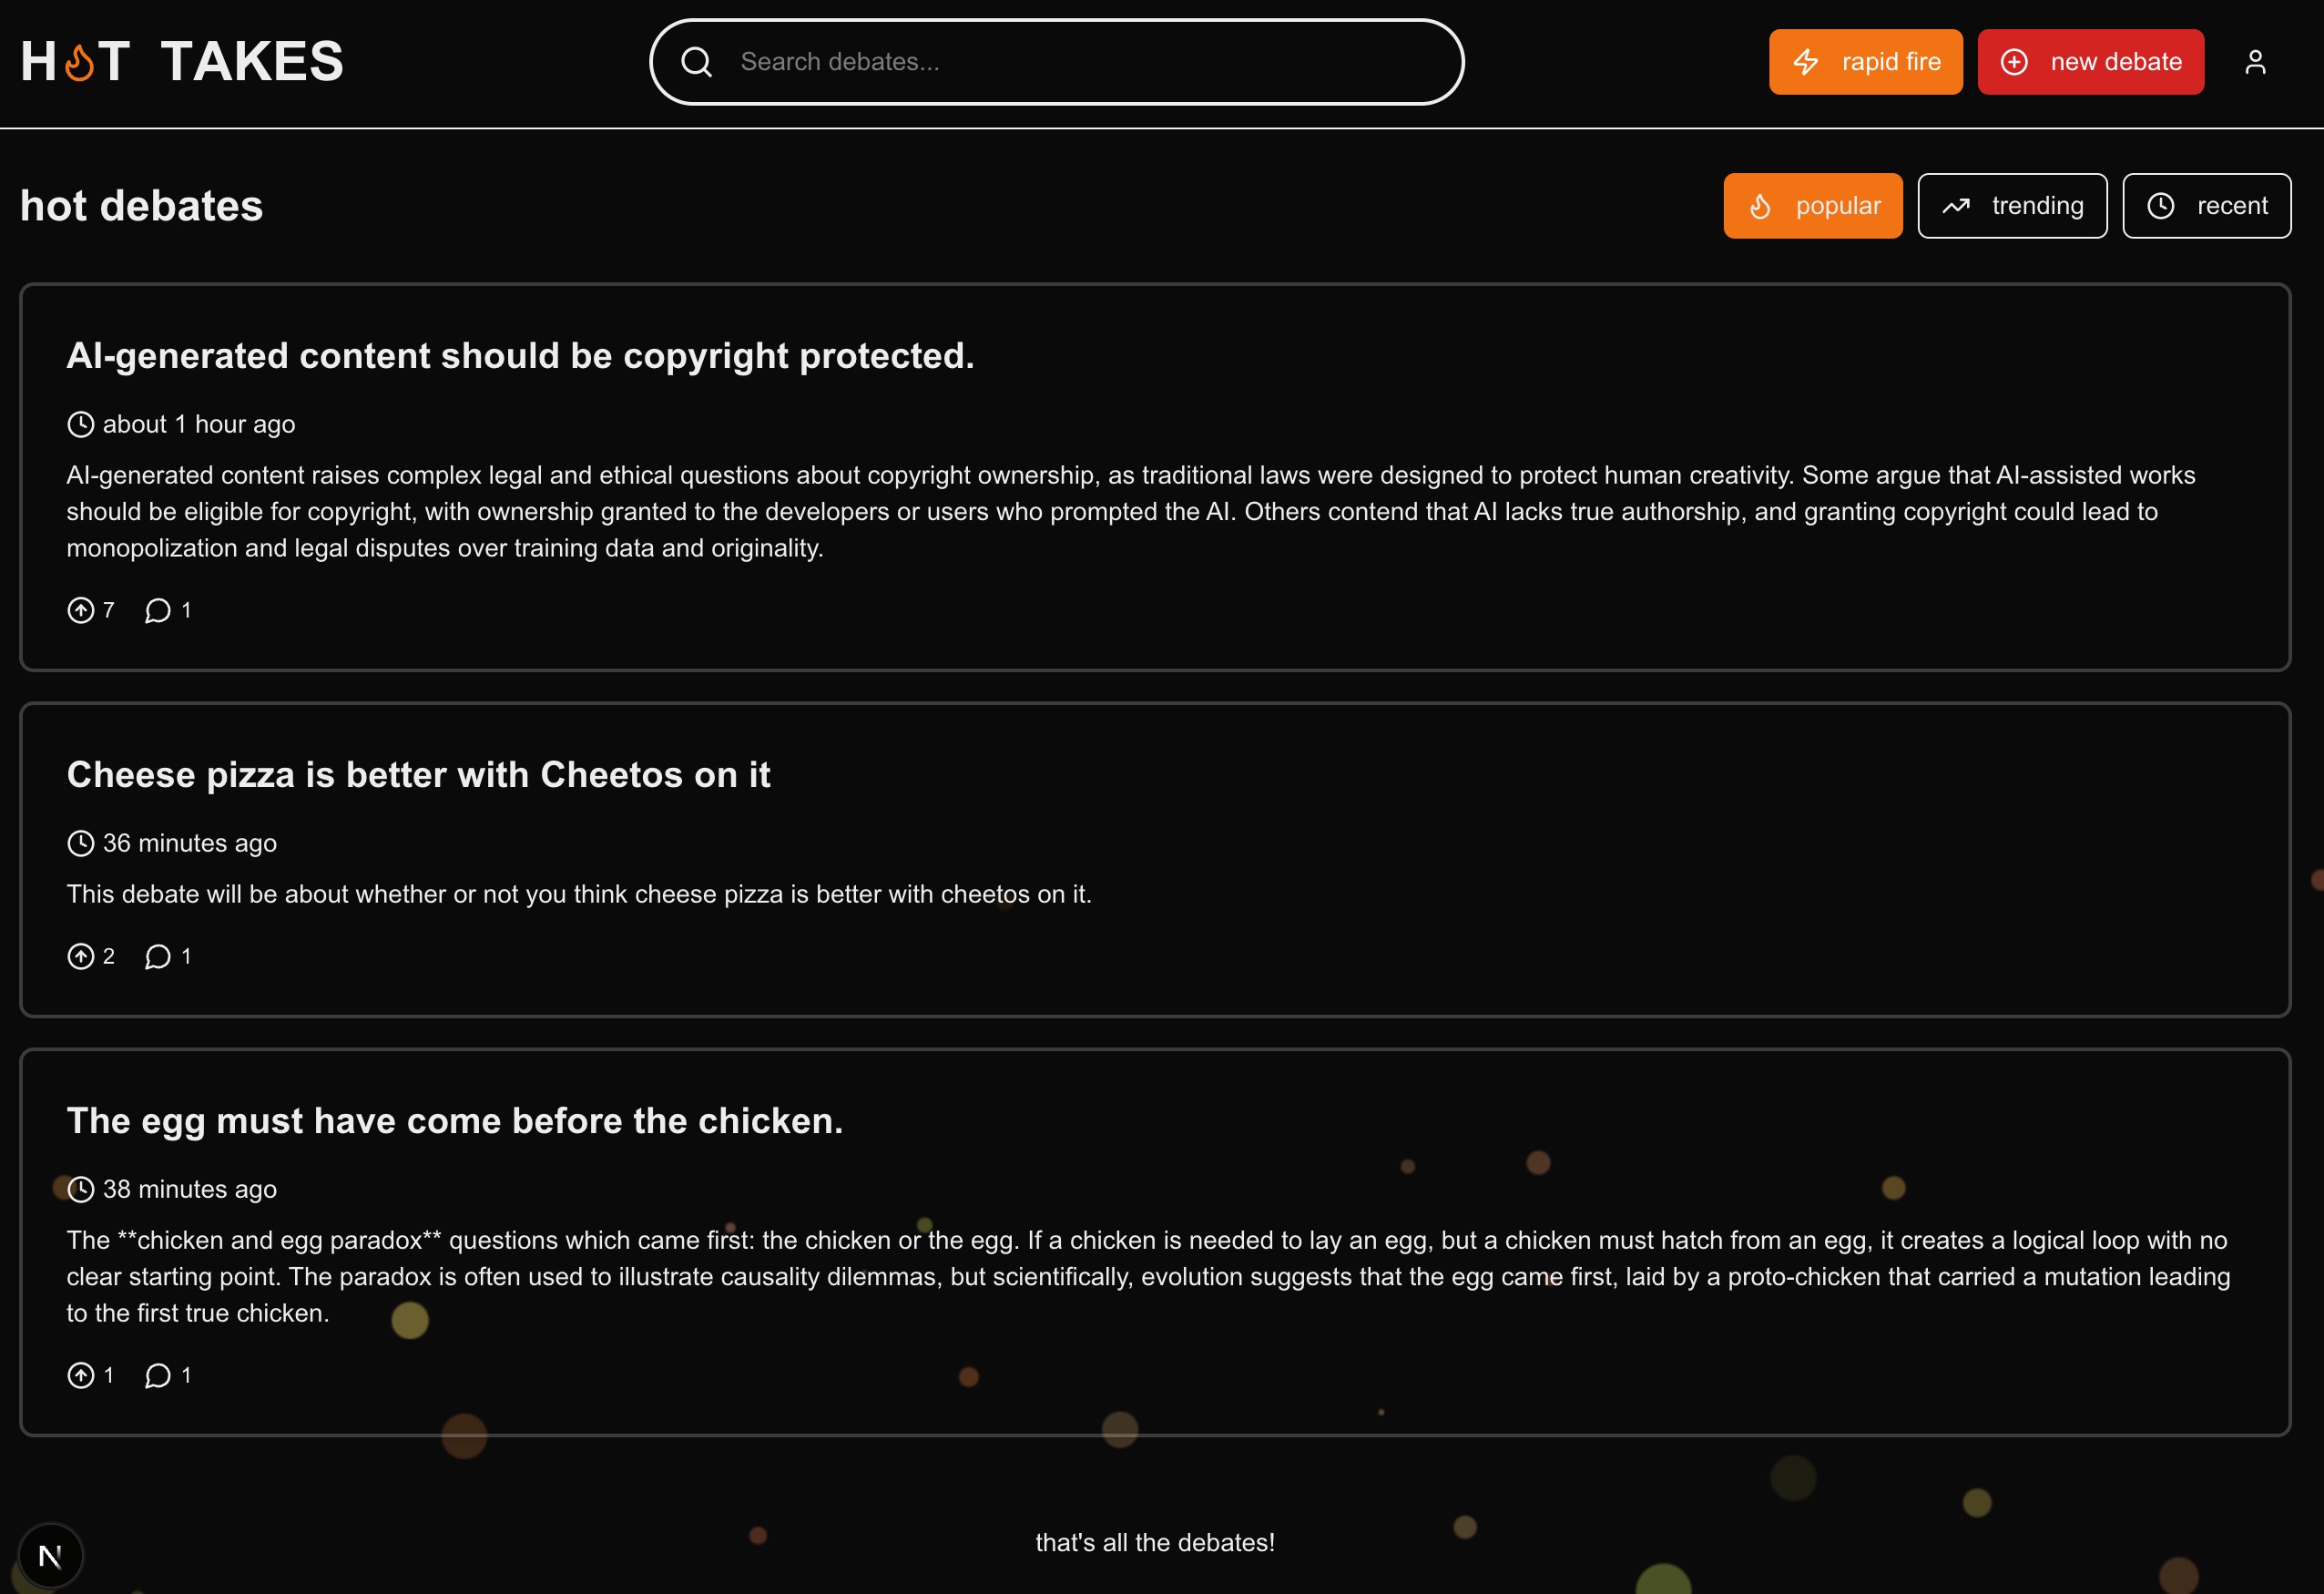 HOT TAKES
Search debates...
rapid fire
new debate
hot debates
popular
trending
recent
AI-generated content should be copyright protected.
about 1 hour ago
AI-generated content raises complex legal and ethical questions about copyright ownership, as traditional laws were designed to protect human creativity. Some argue that AI-assisted works
should be eligible for copyright, with ownership granted to the developers or users who prompted the AI. Others contend that AI lacks true authorship, and granting copyright could lead to
monopolization and legal disputes over training data and originality.
7 1
Cheese pizza is better with Cheetos on it
36 minutes ago
This debate will be about whether or not you think cheese pizza is better with cheetos on it.
2 1
The egg must have come before the chicken.
38 minutes ago
The **chicken and egg paradox** questions which came first: the chicken or the egg. If a chicken is needed to lay an egg, but a chicken must hatch from an egg, it creates a logical loop with no
clear starting point. The paradox is often used to illustrate causality dilemmas, but scientifically, evolution suggests that the egg came first, laid by a proto-chicken that carried a mutation leading
to the first true chicken.
1 1
that's all the debates!
N